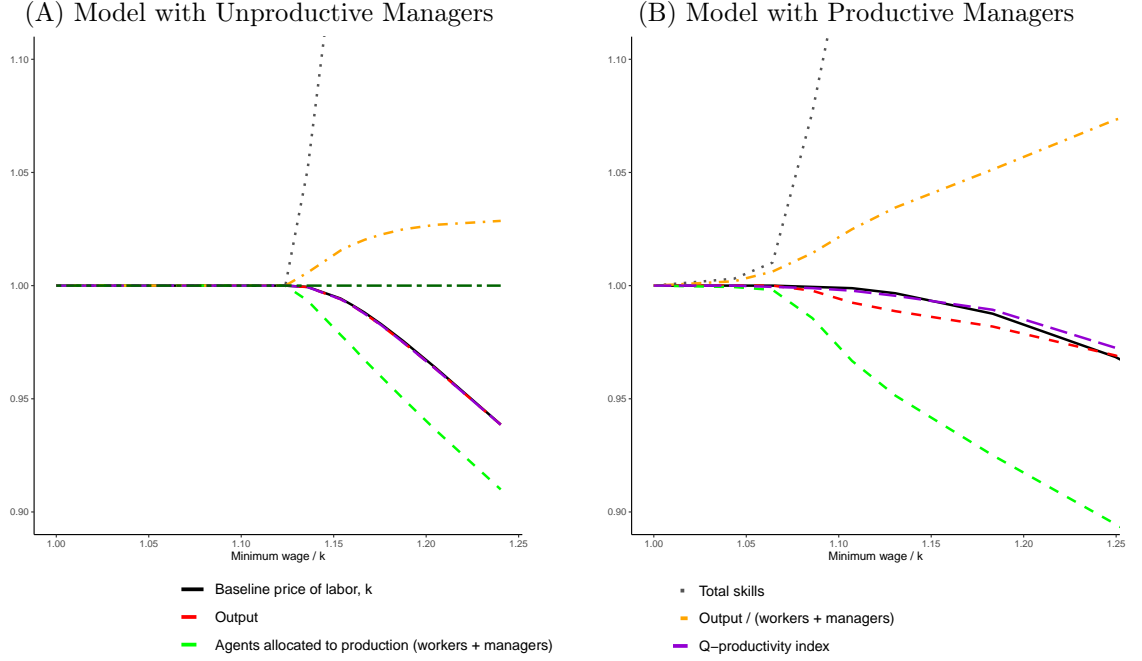 (A) Model with Unproductive Managers
(B) Model with Productive Managers
1.10
1.05
1.00
0.95
0.90
1.00 1.05 1.10 1.15 1.20 1.25
Minimum wage / k
1.10
1.05
1.00
0.95
0.90
1.00 1.05 1.10 1.15 1.20 1.25
Minimum wage / k
Baseline price of labor, k
Output
Agents allocated to production (workers + managers)
Total skills
Output / (workers + managers)
Q−productivity index